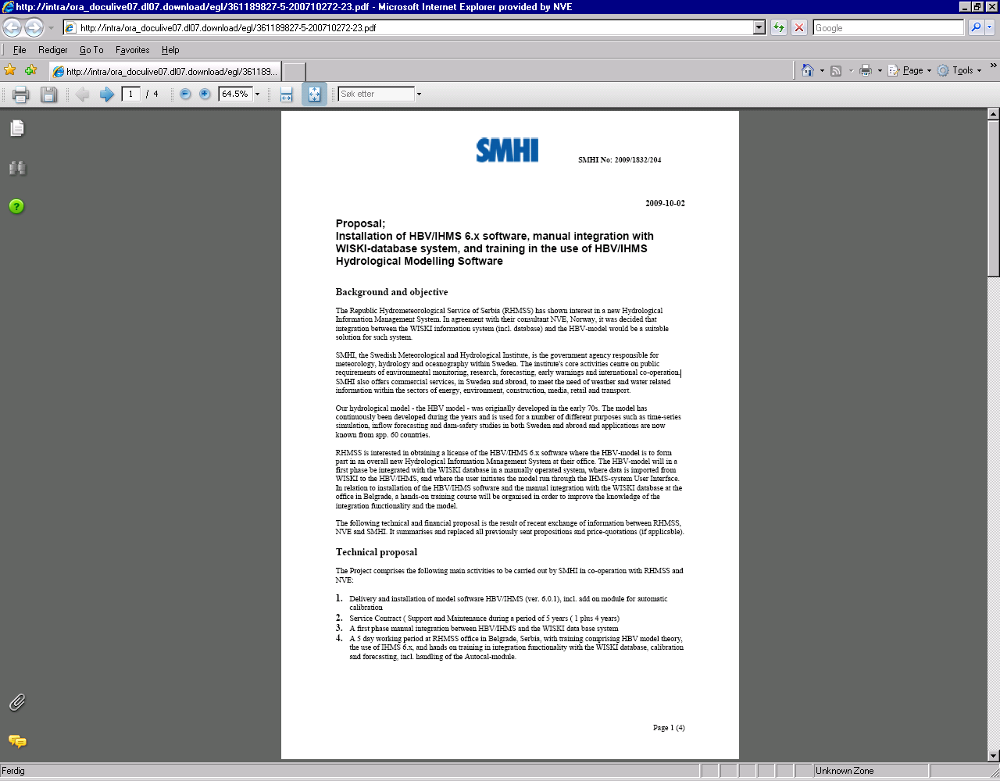 http://intra/ora_doculive07.dl07.download/egl/361189827-5-200710272-23.pdf - Microsoft Internet Explorer provided by NVE
http://intra/ora_doculive07.dl07.download/egl/361189827-5-200710272-23.pdf
Google
File Rediger Go To Favorites Help
http://intra/ora_doculive07.dl07.download/egl/361189... Page Tools »
1 / 4 64.5% Søk etter
SMHI
SMHI No: 2009/1832/204
2009-10-02
Proposal;
Installation of HBV/IHMS 6.x software, manual integration with
WISKI-database system, and training in the use of HBV/IHMS
Hydrological Modelling Software
Background and objective
The Republic Hydrometeorological Service of Serbia (RHMSS) has shown interest in a new Hydrological
Information Management System. In agreement with their consultant NVE, Norway, it was decided that
integration between the WISKI information system (incl. database) and the HBV-model would be a suitable
solution for such system.
SMHI, the Swedish Meteorological and Hydrological Institute, is the government agency responsible for
meteorology, hydrology and oceanography within Sweden. The institute's core activities centre on public
requirements of environmental monitoring, research, forecasting, early warnings and international co-operation.
SMHI also offers commercial services, in Sweden and abroad, to meet the need of weather and water related
information within the sectors of energy, environment, construction, media, retail and transport.
Our hydrological model - the HBV model - was originally developed in the early 70s. The model has
continuously been developed during the years and is used for a number of different purposes such as time-series
simulation, inflow forecasting and dam-safety studies in both Sweden and abroad and applications are now
known from app. 60 countries.
RHMSS is interested in obtaining a license of the HBV/IHMS 6.x software where the HBV-model is to form
part in an overall new Hydrological Information Management System at their office. The HBV-model will in a
first phase be integrated with the WISKI database in a manually operated system, where data is imported from
WISKI to the HBV/IHMS, and where the user initiates the model run through the IHMS-system User Interface.
In relation to installation of the HBV/IHMS software and the manual integration with the WISKI database at the
office in Belgrade, a hands-on training course will be organised in order to improve the knowledge of the
integration functionality and the model.
The following technical and financial proposal is the result of recent exchange of information between RHMSS,
NVE and SMHI. It summarises and replaced all previously sent propositions and price-quotations (if applicable).
Technical proposal
The Project comprises the following main activities to be carried out by SMHI in co-operation with RHMSS and
NVE:
1. Delivery and installation of model software HBV/IHMS (ver. 6.0.1), incl. add on module for automatic
calibration
2. Service Contract ( Support and Maintenance during a period of 5 years ( 1 plus 4 years)
3. A first phase manual integration between HBV/IHMS and the WISKI data base system
4. A 5 day working period at RHMSS office in Belgrade, Serbia, with training comprising HBV model theory,
the use of IHMS 6.x, and hands on training in integration functionality with the WISKI database, calibration
and forecasting, incl. handling of the Autocal-module.
Page 1 (4)
Ferdig Unknown Zone